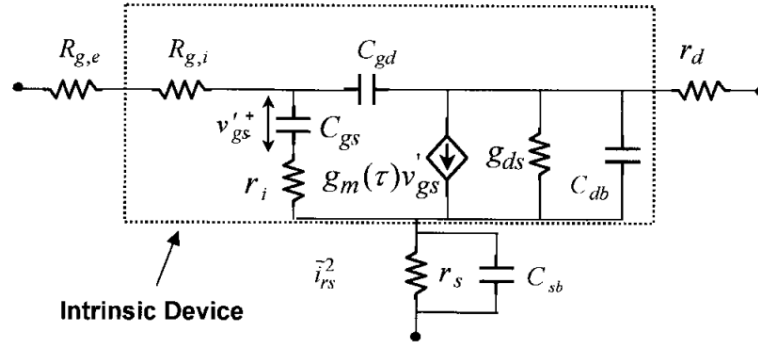 R_{g,e}
R_{g,i}
C_{gd}
r_d
v'_{gs} +
-
C_{gs}
r_i
g_m(τ)v'_{gs}
g_{ds}
C_{db}
\tilde{i}_{rs}^2
r_s
C_{sb}
Intrinsic Device